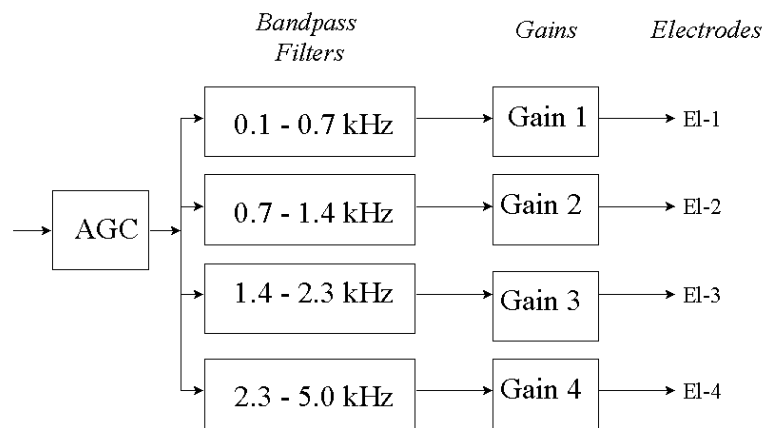 Bandpass
Filters
Gains
Electrodes
0.1 - 0.7 kHz
Gain 1
El-1
0.7 - 1.4 kHz
Gain 2
El-2
AGC
1.4 - 2.3 kHz
Gain 3
El-3
2.3 - 5.0 kHz
Gain 4
El-4